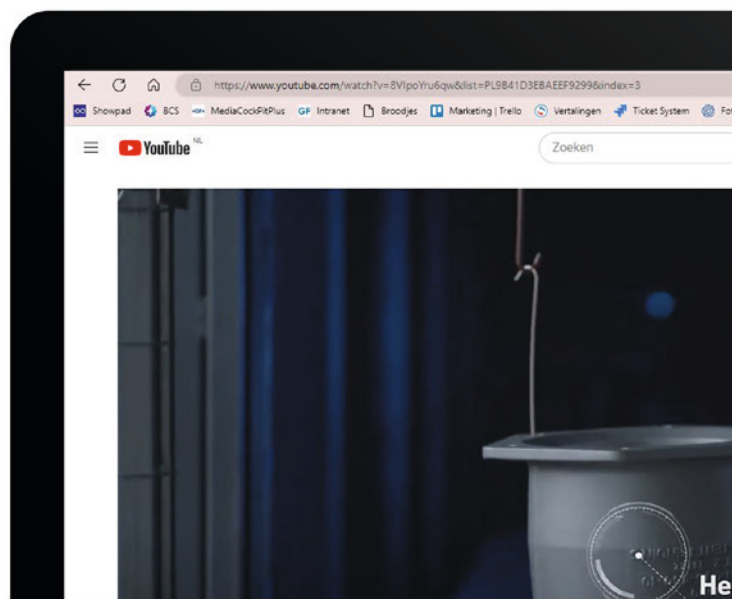 https://www.youtube.com/watch?v=8VIpoYru6qw&list=PL9B41D3EBAEEF9299&index=3
Showpad BCS MediaCockPitPlus GF Intranet Broodjes Marketing | Trello Vertalingen Ticket System Fot
YouTube NL
Zoeken
He